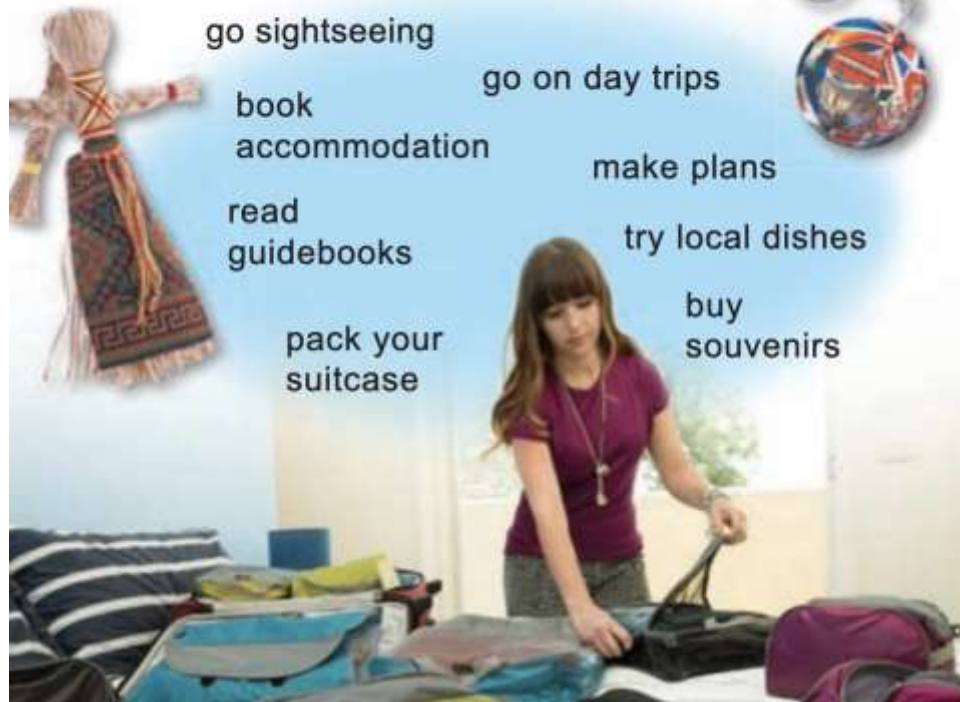 go sightseeing
go on day trips
book
accommodation
make plans
read
guidebooks
try local dishes
buy
souvenirs
pack your
suitcase